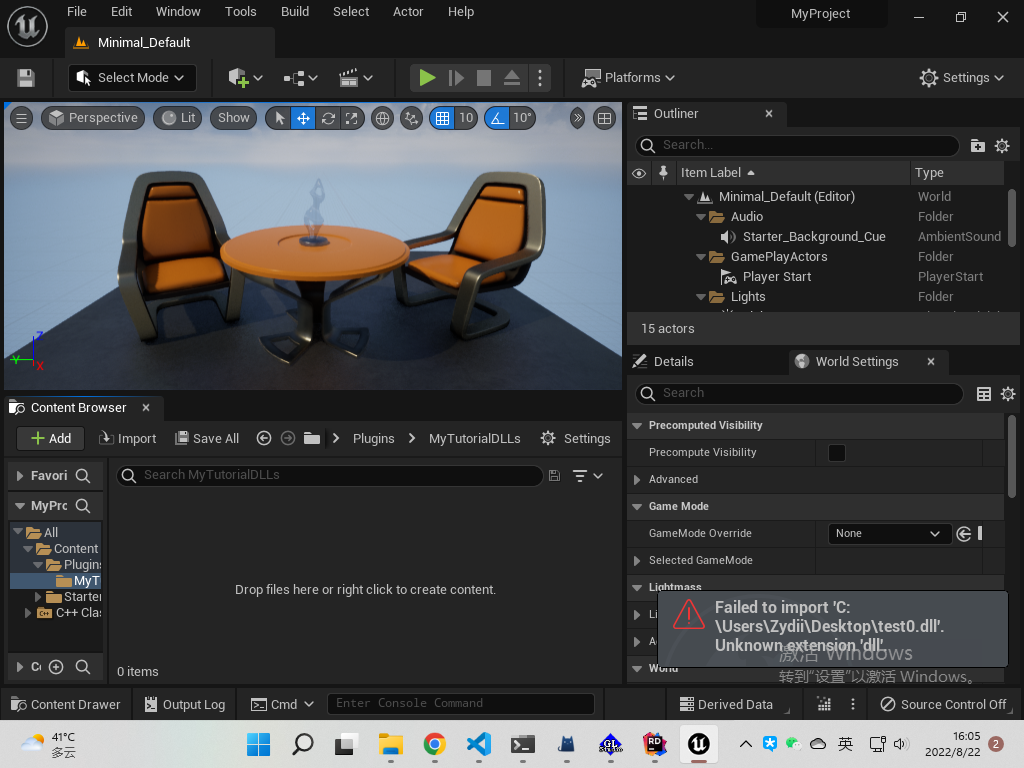 File Edit Window Tools Build Select Actor Help
MyProject
Minimal_Default
Select Mode
Platforms
Settings
Perspective Lit Show 10 10°
Z
Y
X
Outliner
Search...
Item Label Type
Minimal_Default (Editor) World
Audio Folder
Starter_Background_Cue AmbientSound
GamePlayActors Folder
Player Start PlayerStart
Lights Folder
15 actors
Details World Settings
Search
Precomputed Visibility
Precompute Visibility
Advanced
Game Mode
GameMode Override None
Selected GameMode
Lightmass
World
Content Browser
Add Import Save All Plugins MyTutorialDLLs Settings
Favori
Search MyTutorialDLLs
MyPro
All
Content
Plugins
MyT
Starter
C++ Clas
Drop files here or right click to create content.
0 items
Failed to import 'C:
\Users\Zydii\Desktop\test0.dll'.
Unknown extension 'dll'.
激活 Windows
转到"设置"以激活 Windows。
Content Drawer Output Log Cmd Enter Console Command Derived Data Source Control Off
41°C
多云
GL
RD
英
16:05
2022/8/22
2